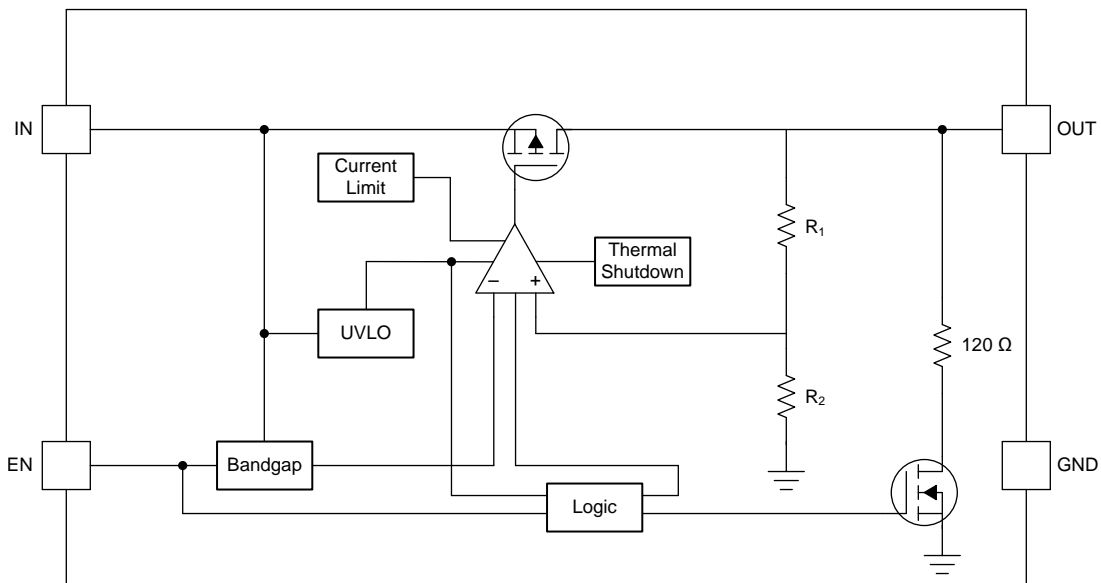 IN
OUT
Current
Limit
R₁
Thermal
Shutdown
−
+
UVLO
120 Ω
R₂
EN
Bandgap
GND
Logic